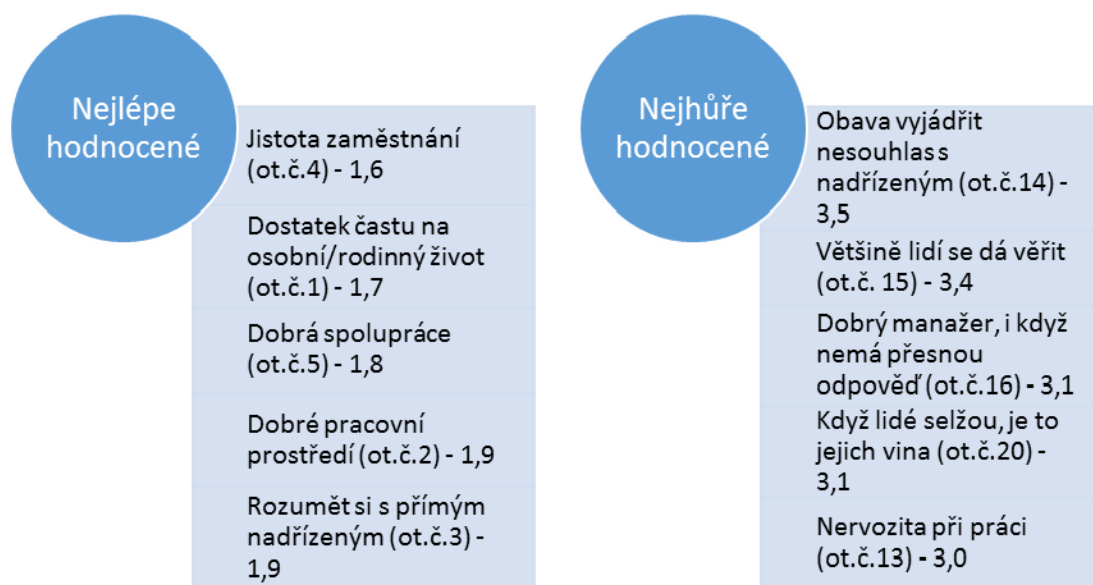 Nejlépe
hodnocené
Jistota zaměstnání
(ot.č.4) - 1,6
Dostatek častu na
osobní/rodinný život
(ot.č.1) - 1,7
Dobrá spolupráce
(ot.č.5) - 1,8
Dobré pracovní
prostředí (ot.č.2) - 1,9
Rozumět si s přímým
nadřízeným (ot.č.3) -
1,9
Nejhůře
hodnocené
Obava vyjádřit
nesouhlas s
nadřízeným (ot.č.14) -
3,5
Většině lidí se dá věřit
(ot.č. 15) - 3,4
Dobrý manažer, i když
nemá přesnou
odpověď (ot.č.16) - 3,1
Když lidé selžou, je to
jejich vina (ot.č.20) -
3,1
Nervozita při práci
(ot.č.13) - 3,0